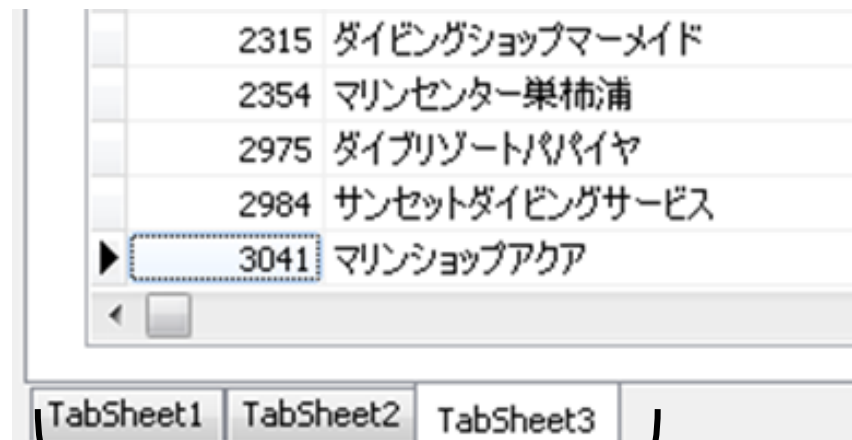 2315 ダイビングショップマーメイド
2354 マリンセンター巣柿浦
2975 ダイブリゾートパパイヤ
2984 サンセットダイビングサービス
3041 マリンショップアクア
TabSheet1 TabSheet2 TabSheet3